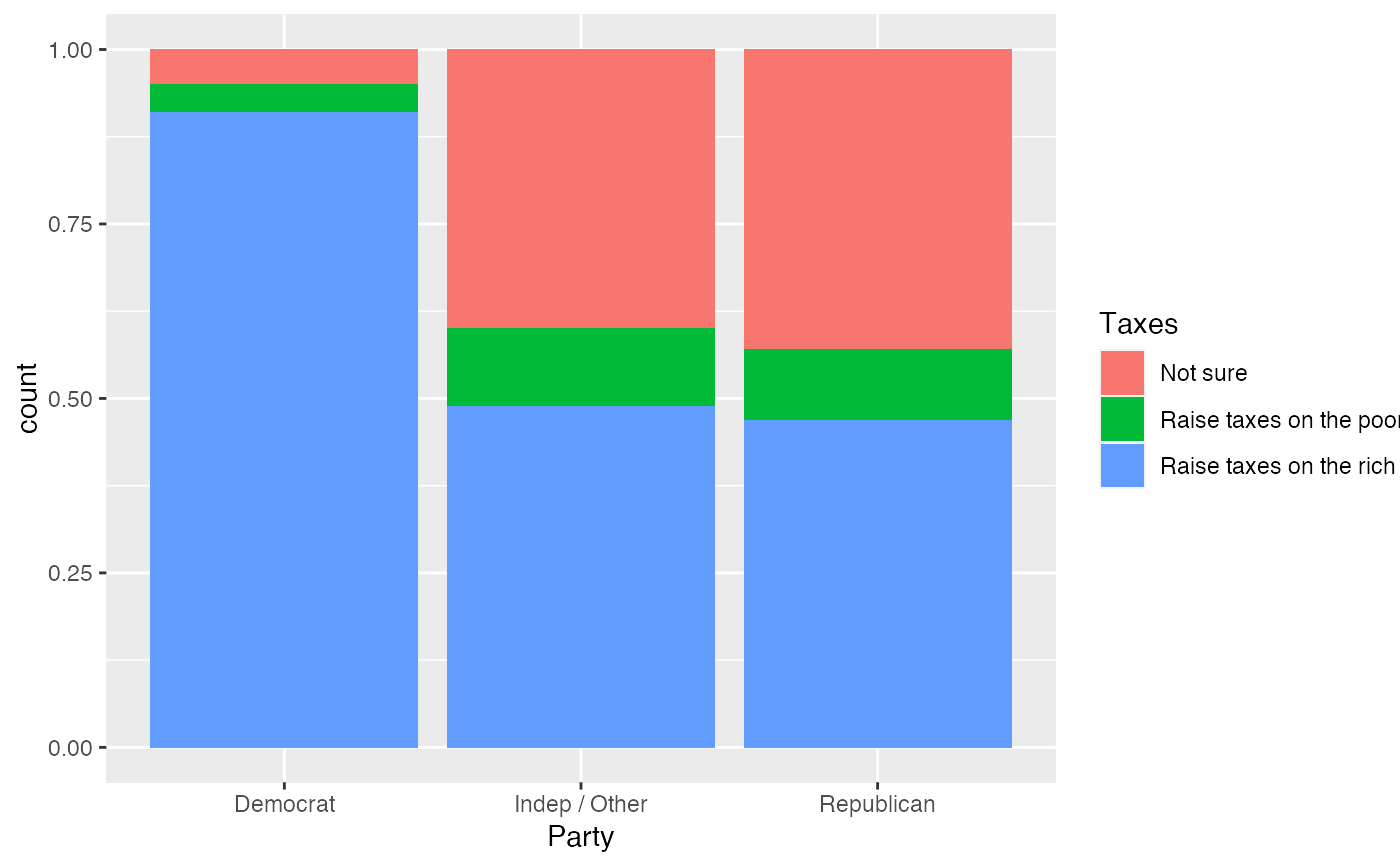 1.00
0.75
0.50
0.25
0.00
count
Democrat
Indep / Other
Republican
Party
Taxes
Not sure
Raise taxes on the poor
Raise taxes on the rich